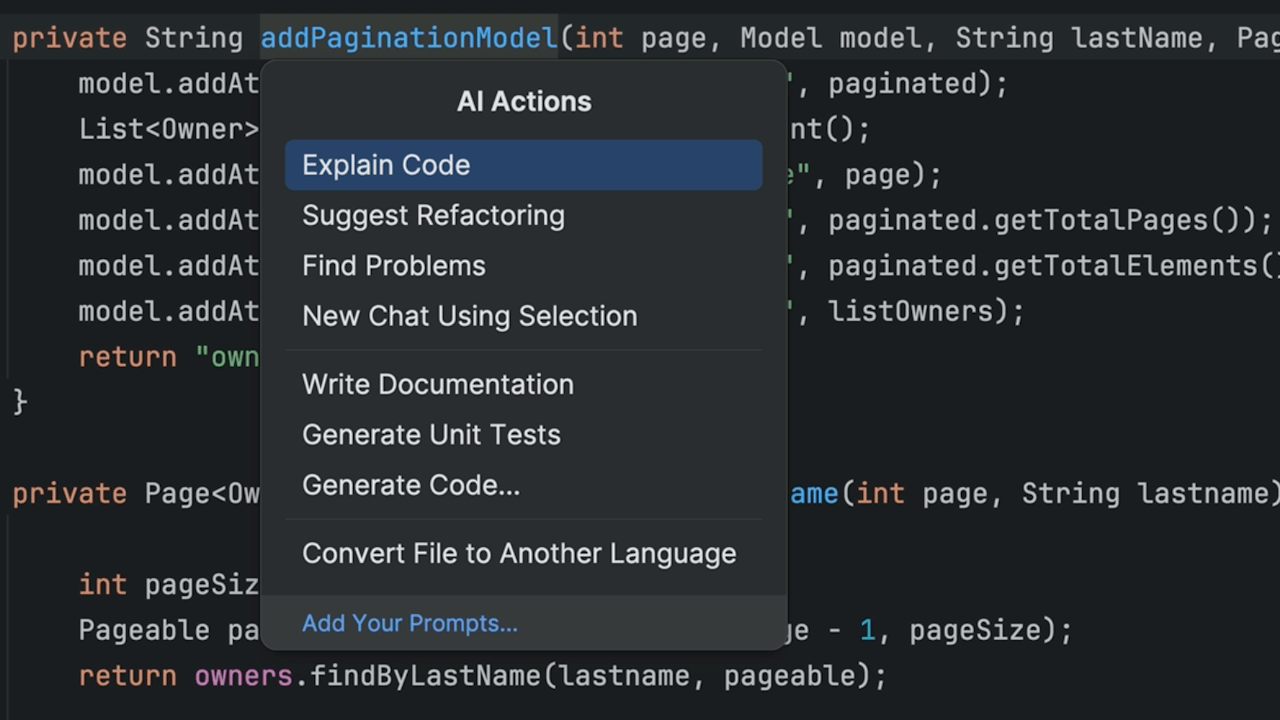 private String addPaginationModel(int page, Model model, String lastName, Pag
model.addAt ", paginated);
AI Actions
List<Owner> nt();
Explain Code
model.addAt e", page);
Suggest Refactoring
model.addAt ", paginated.getTotalPages());
Find Problems
model.addAt ", paginated.getTotalElements()
New Chat Using Selection
model.addAt ", listOwners);
return "own
Write Documentation
}
Generate Unit Tests
Generate Code...
private Page<Ow ame(int page, String lastname)
Convert File to Another Language
int pageSiz
Add Your Prompts...
Pageable pa ge - 1, pageSize);
return owners.findByLastName(lastname, pageable);